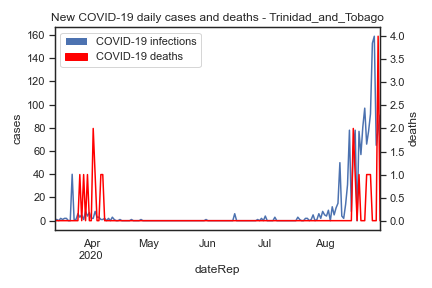 New COVID-19 daily cases and deaths - Trinidad_and_Tobago
COVID-19 infections
COVID-19 deaths
160
140
120
100
80
60
40
20
0
cases
4.0
3.5
3.0
2.5
2.0
1.5
1.0
0.5
0.0
deaths
Apr May Jun Jul Aug
2020
dateRep